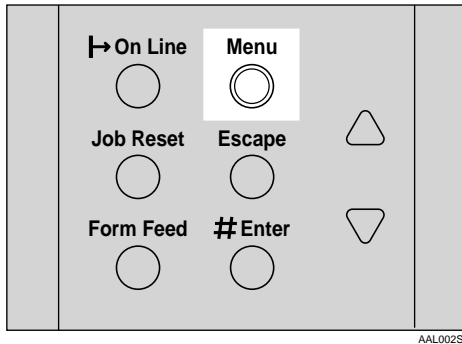 On Line Menu
Job Reset Escape
Form Feed # Enter
AAL002S